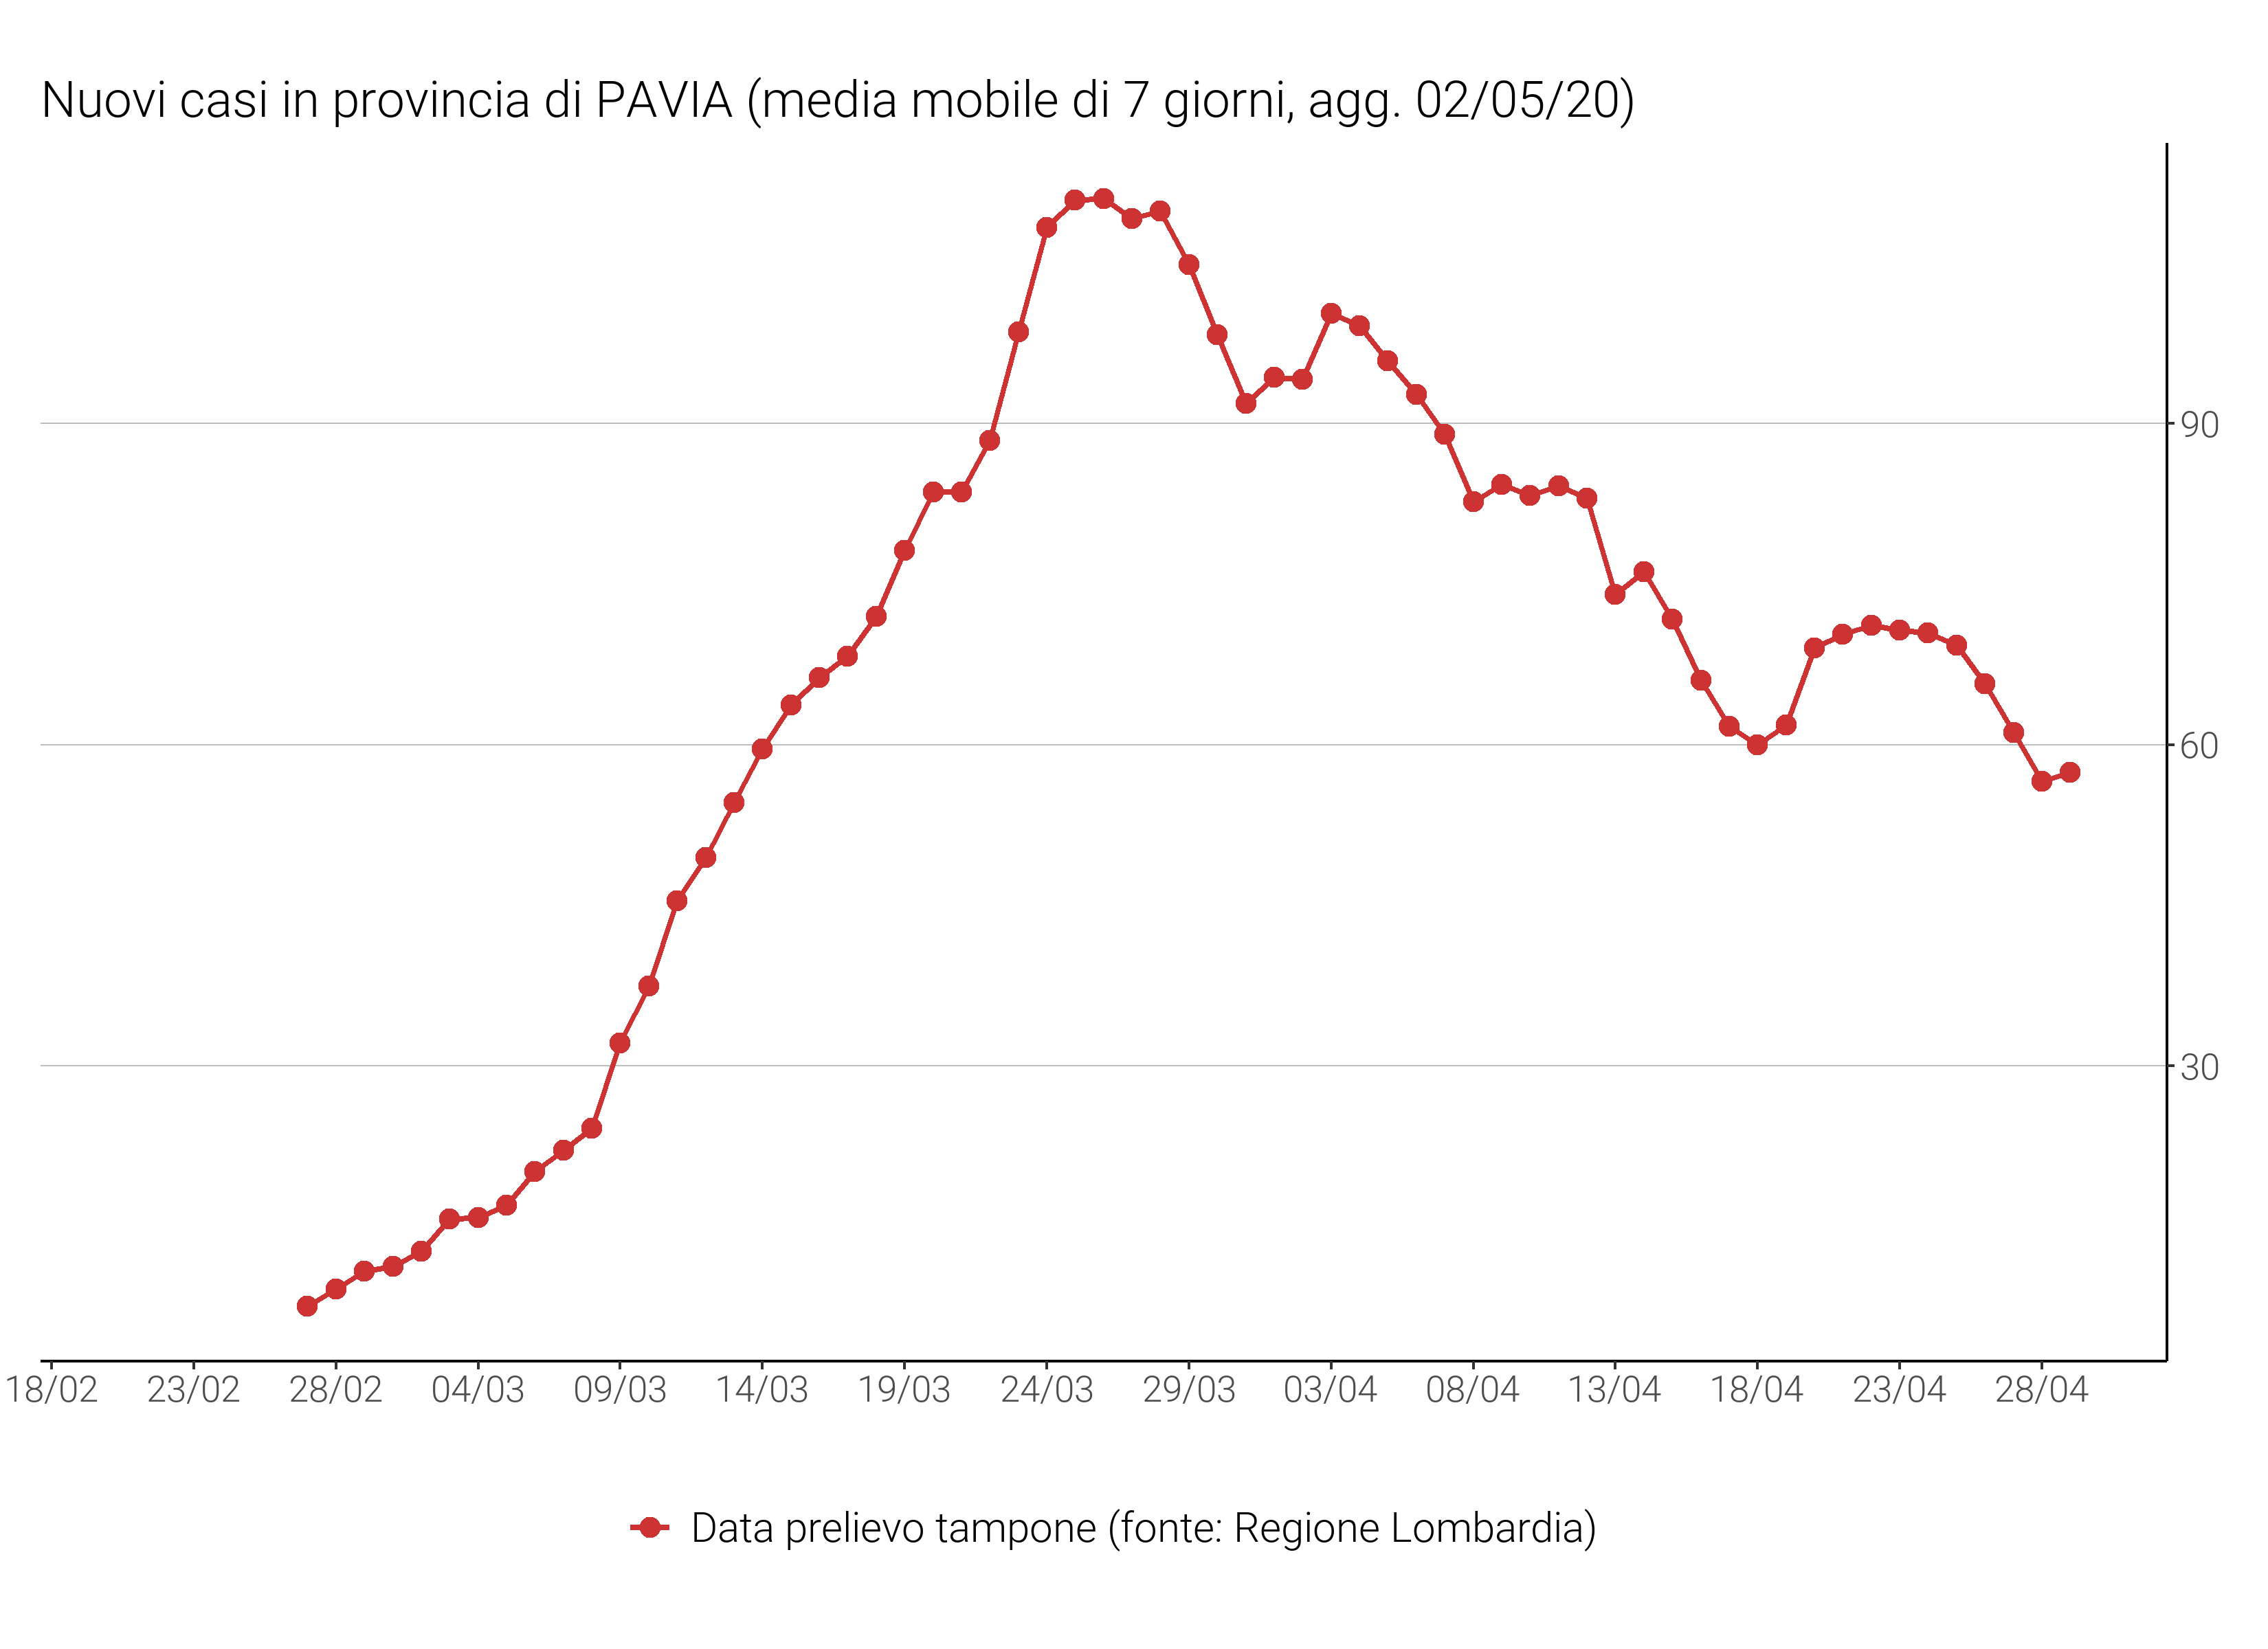 Nuovi casi in provincia di PAVIA (media mobile di 7 giorni, agg. 02/05/20)
90
60
30
18/02 23/02 28/02 04/03 09/03 14/03 19/03 24/03 29/03 03/04 08/04 13/04 18/04 23/04 28/04
Data prelievo tampone (fonte: Regione Lombardia)